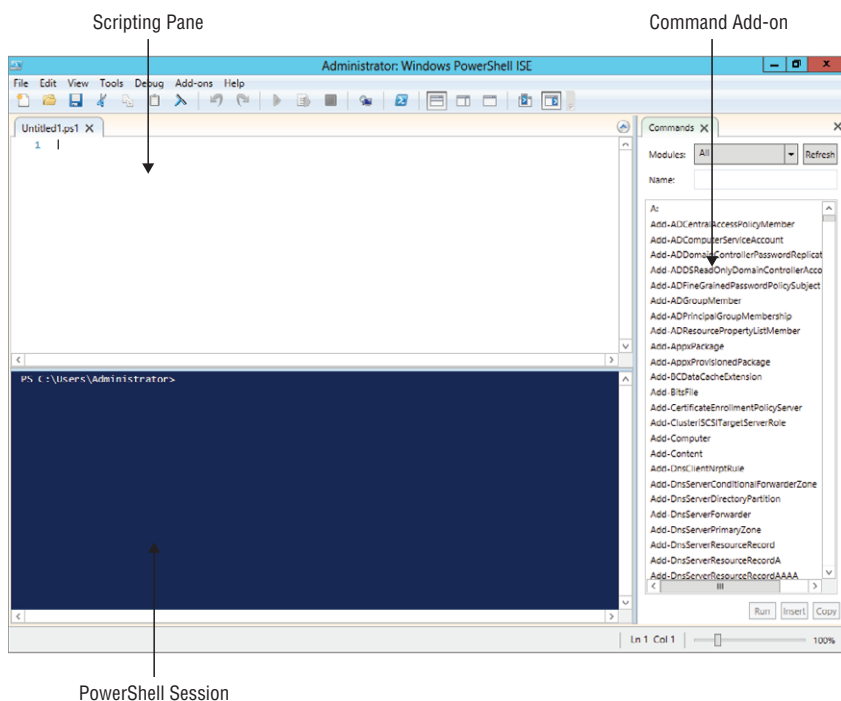 Scripting Pane
Command Add-on
Administrator: Windows PowerShell ISE
File Edit View Tools Debug Add-ons Help
Untitled1.ps1 X
1
Commands X
Modules: All Refresh
Name:
A:
Add-ADCentralAccessPolicyMember
Add-ADComputerServiceAccount
Add-ADDomainControllerPasswordReplicat
Add-ADDSReadOnlyDomainControllerAcco
Add-ADFineGrainedPasswordPolicySubject
Add-ADGroupMember
Add-ADPrincipalGroupMembership
Add-ADResourcePropertyListMember
Add-AppxPackage
Add-AppxProvisionedPackage
Add-BCDataCacheExtension
Add-BitsFile
Add-CertificateEnrollmentPolicyServer
Add-ClusteriSCSITargetServerRole
Add-Computer
Add-Content
Add-DnsClientNrptRule
Add-DnsServerConditionalForwarderZone
Add-DnsServerDirectoryPartition
Add-DnsServerForwarder
Add-DnsServerPrimaryZone
Add-DnsServerResourceRecord
Add-DnsServerResourceRecordA
Add-DnsServerResourceRecordAAAA
Run Insert Copy
PS C:\Users\Administrator>
Ln 1 Col 1 100%
PowerShell Session